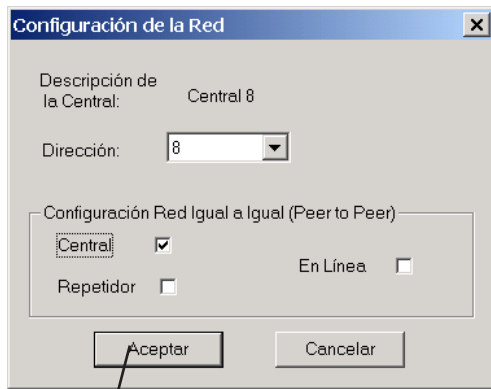 Configuración de la Red
Descripción de
la Central:
Central 8
Dirección:
8
Configuración Red Igual a Igual (Peer to Peer)
Central
En Línea
Repetidor
Aceptar
Cancelar